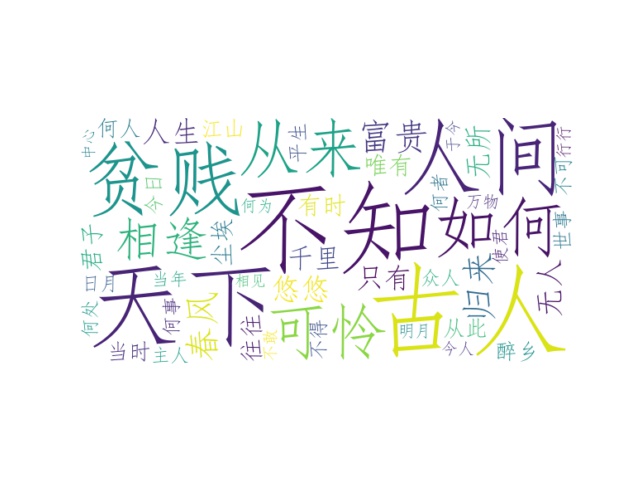 中心
何人
人生
江山
从来
平生
富贵
人间
于今
无所
不可
行行
贫贱
今日
何为
有时
唯有
何者
万物
君子
相逢
尘埃
不知
千里
如何
使君
世事
日月
当年
相见
悠悠
只有
众人
归来
无人
何处
天下
何事
春风
往往
不敢
可怜
不得
明月
古人
从此
今人
醉乡
当时
主人